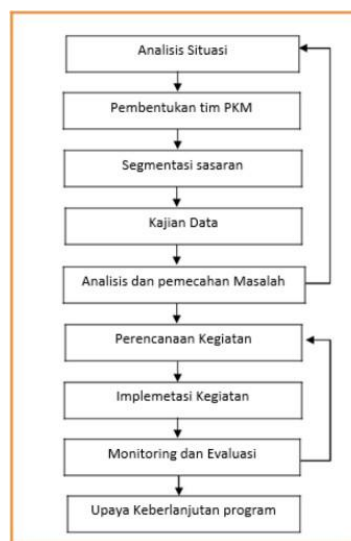 Analisis Situasi
Pembentukan tim PKM
Segmentasi sasaran
Kajian Data
Analisis dan pemecahan Masalah
Perencanaan Kegiatan
Implemetasi Kegiatan
Monitoring dan Evaluasi
Upaya Keberlanjutan program